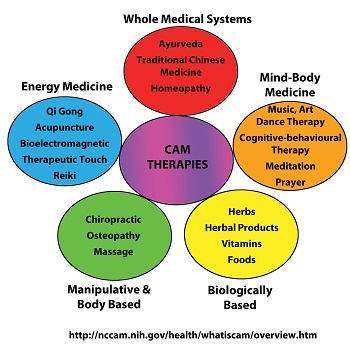 Whole Medical Systems
Ayurveda
Traditional Chinese
Medicine
Homeopathy
Energy Medicine
Qi Gong
Acupuncture
Bioelectromagnetic
Therapeutic Touch
Reiki
Mind-Body
Medicine
Music, Art
Dance Therapy
Cognitive-behavioural
Therapy
Meditation
Prayer
CAM
THERAPIES
Chiropractic
Osteopathy
Massage
Manipulative &
Body Based
Herbs
Herbal Products
Vitamins
Foods
Biologically
Based
http://nccam.nih.gov/health/whatiscam/overview.htm